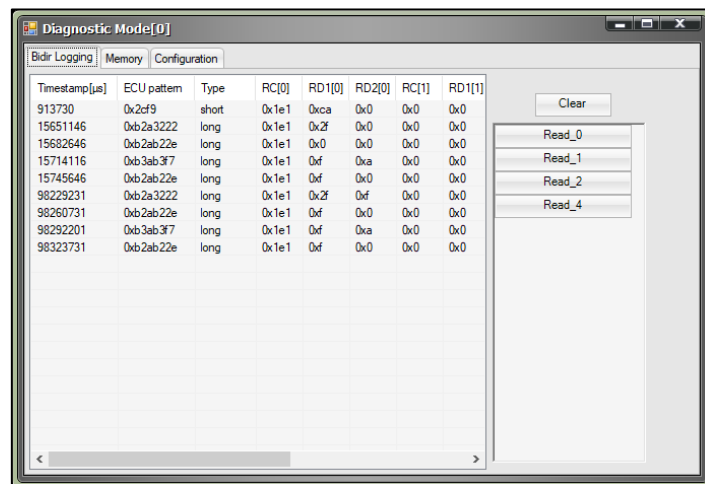 Diagnostic Mode[0]
Bidir Logging Memory Configuration
Timestamp[µs] ECU pattern Type RC[0] RD1[0] RD2[0] RC[1] RD1[1]
913730 0x2cf9 short 0x1e1 0xca 0x0 0x0 0x0
15651146 0xb2a3222 long 0x1e1 0x2f 0x0 0x0 0x0
15682646 0xb2ab22e long 0x1e1 0x0 0x0 0x0 0x0
15714116 0xb3ab3f7 long 0x1e1 0xf 0xa 0x0 0x0
15745646 0xb2ab22e long 0x1e1 0xf 0x0 0x0 0x0
98229231 0xb2a3222 long 0x1e1 0x2f 0xf 0x0 0x0
98260731 0xb2ab22e long 0x1e1 0xf 0x0 0x0 0x0
98292201 0xb3ab3f7 long 0x1e1 0xf 0xa 0x0 0x0
98323731 0xb2ab22e long 0x1e1 0xf 0x0 0x0 0x0
Clear
Read_0
Read_1
Read_2
Read_4